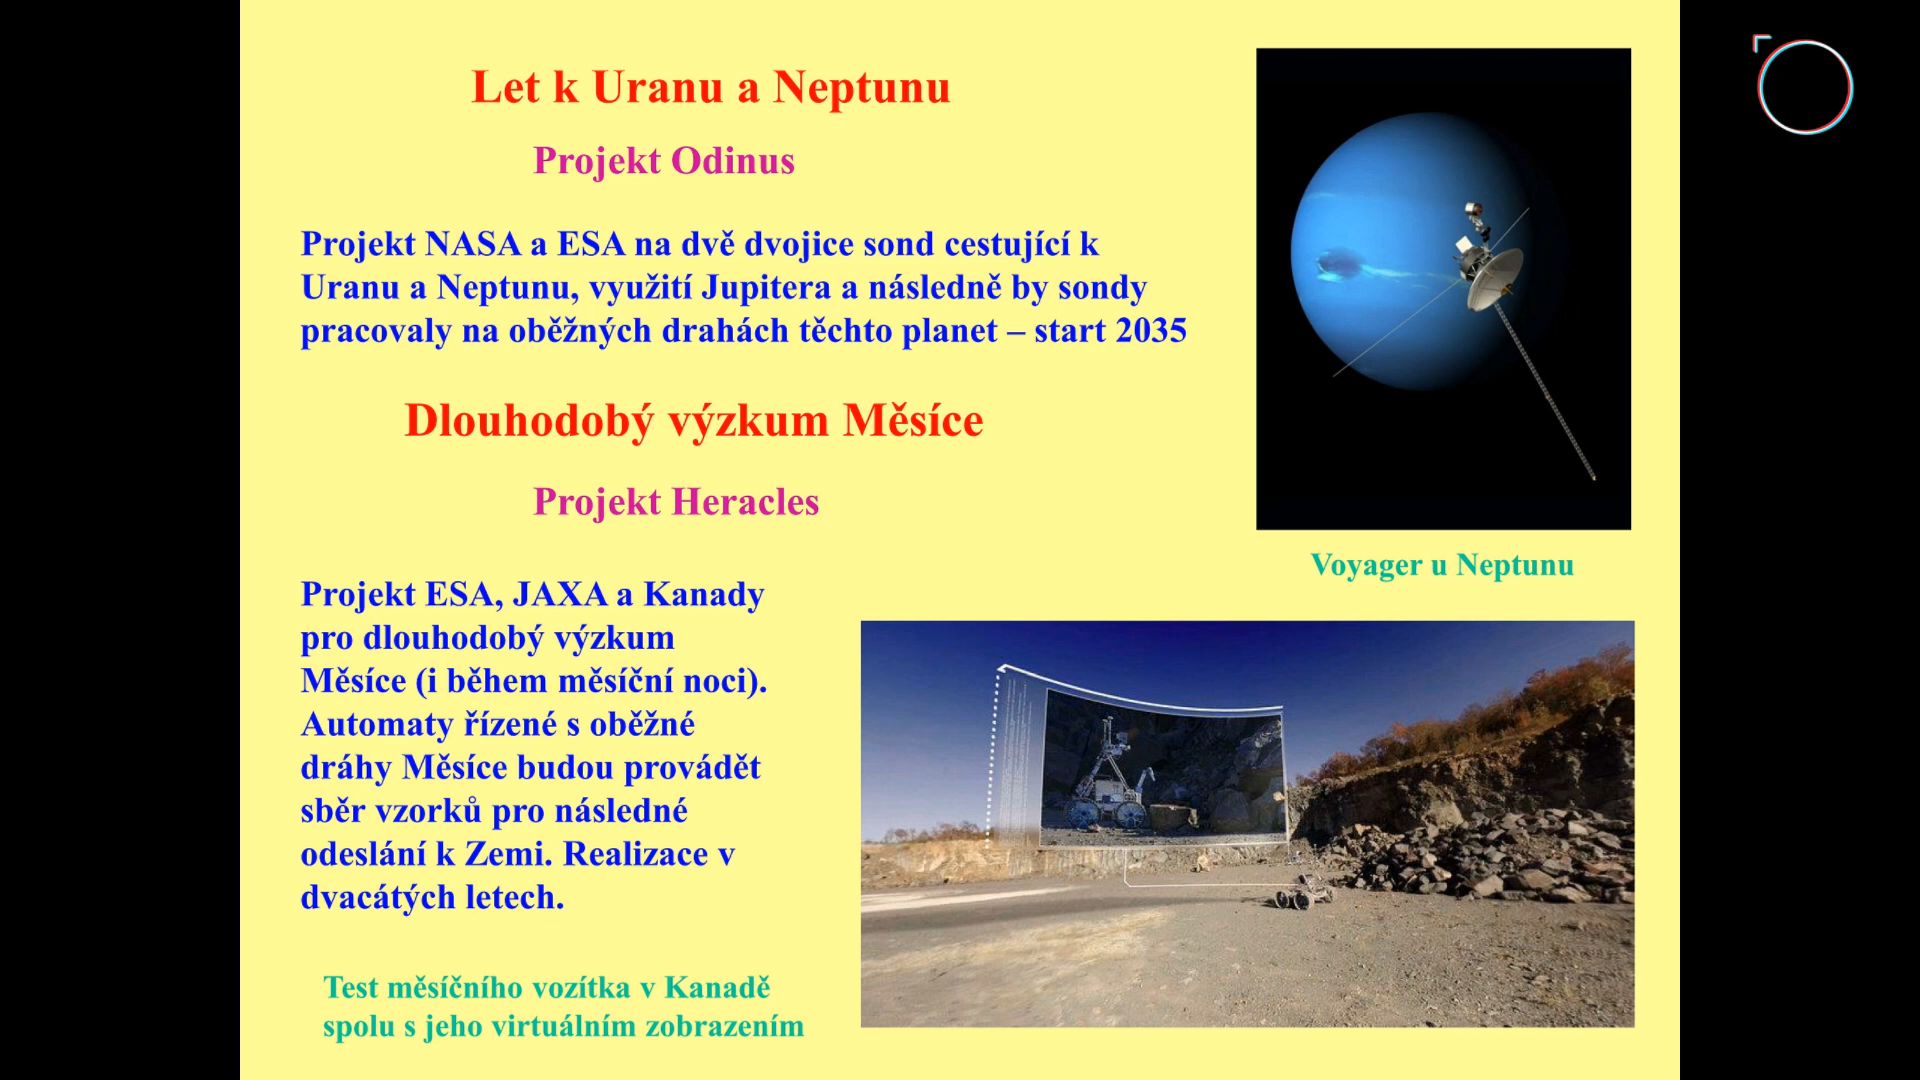 Let k Uranu a Neptunu
Projekt Odinus
Projekt NASA a ESA na dvě dvojice sond cestující k
Uranu a Neptunu, využití Jupitera a následně by sondy
pracovaly na oběžných drahách těchto planet – start 2035
Voyager u Neptunu
Dlouhodobý výzkum Měsíce
Projekt Heracles
Projekt ESA, JAXA a Kanady
pro dlouhodobý výzkum
Měsíce (i během měsíční noci).
Automaty řízené s oběžné
dráhy Měsíce budou provádět
sběr vzorků pro následné
odeslání k Zemi. Realizace v
dvacátých letech.
Test měsíčního vozítka v Kanadě
spolu s jeho virtuálním zobrazením